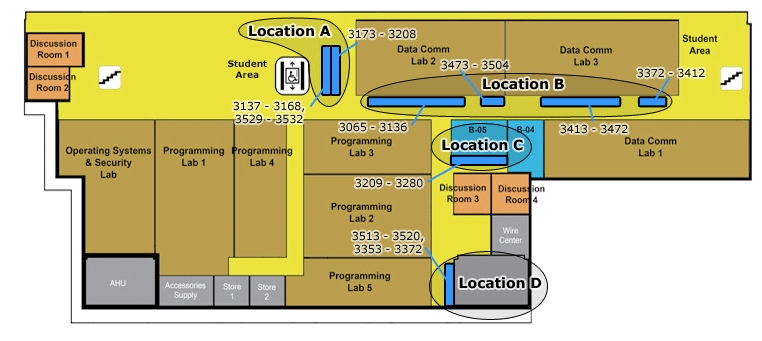 Location A
3173 - 3208
Discussion
Room 1
Student
Area
Data Comm
Lab 2
Data Comm
Lab 3
Student
Area
Discussion
Room 2
3473 - 3504
Location B
3372 - 3412
3137 - 3168,
3529 - 3532
3065 - 3136
3413 - 3472
B-05
B-04
Operating Systems
& Security
Lab
Programming
Lab 1
Programming
Lab 4
Programming
Lab 3
Location C
Data Comm
Lab 1
3209 - 3280
Discussion
Room 3
Discussion
Room 4
Programming
Lab 2
3513 - 3520,
3353 - 3372
Wire
Center
AHU
Accessories
Supply
Store
1
Store
2
Programming
Lab 5
Location D